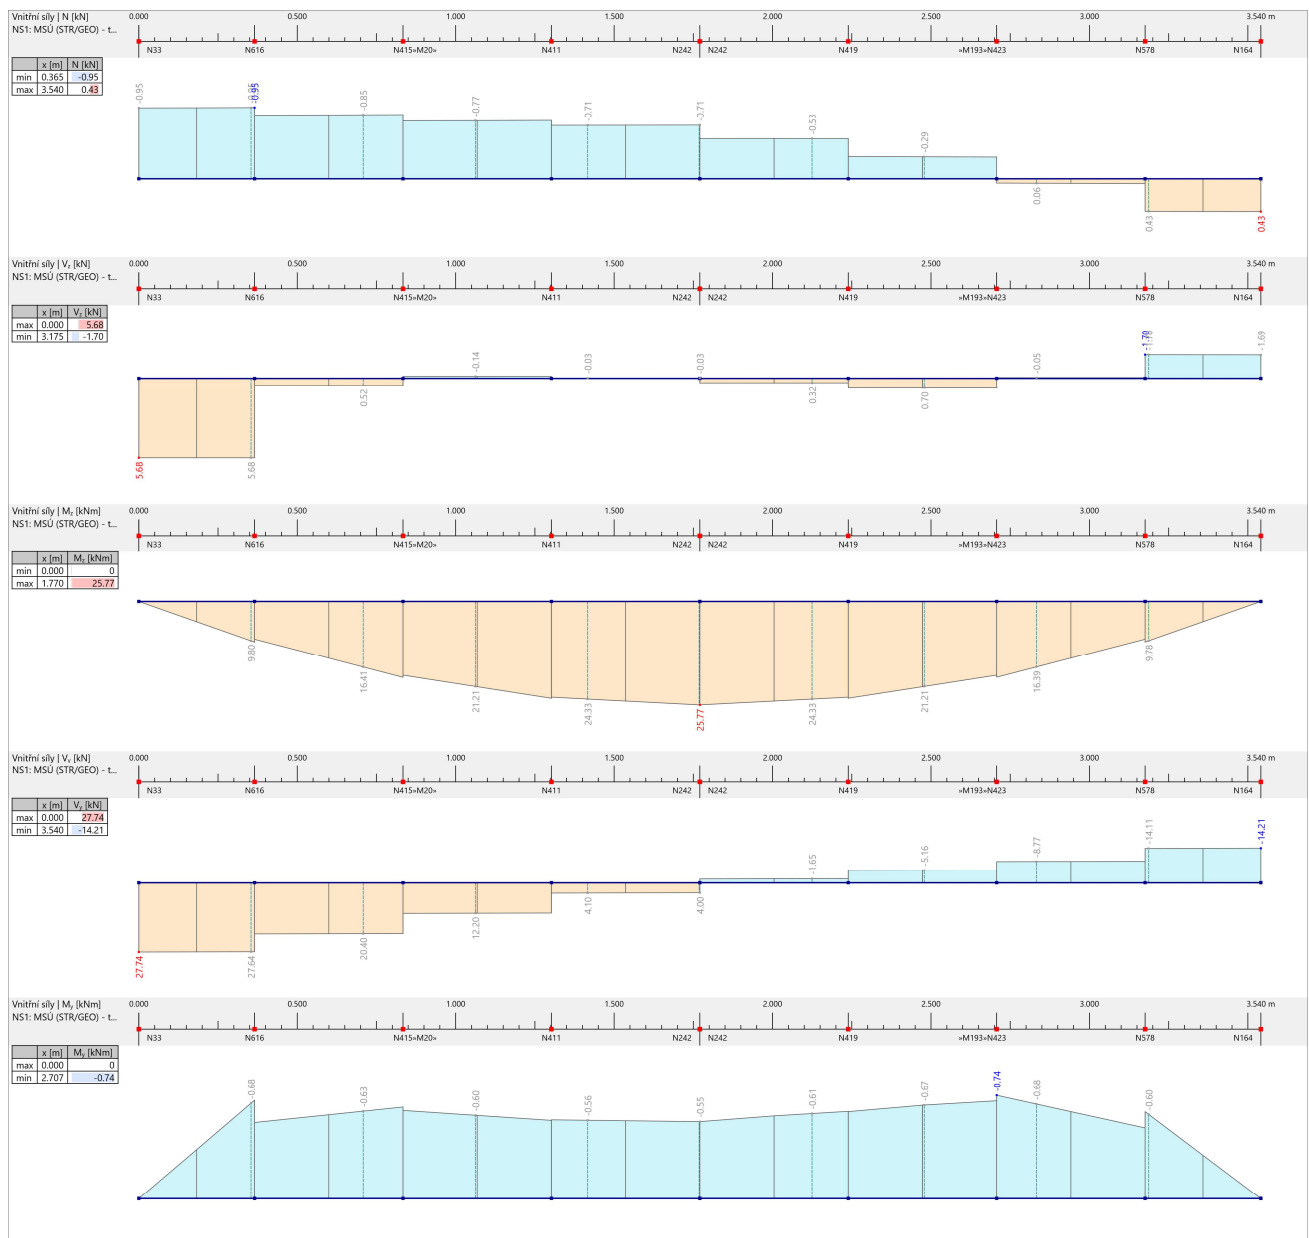 Vnitřní síly | N [kN]
NS1: MSÚ (STR/GEO) - t...
0.000 0.500 1.000 1.500 2.000 2.500 3.000 3.540 m
N33 N616 N415»M20» N411 N242 N242 N419 »M193»N423 N578 N164
x [m] N [kN]
min 0.365 -0.95
max 3.540 0.43
-0.95 -0.95 -0.85 -0.77 -0.71 -0.71 -0.53 -0.29 0.06 0.43 0.43
Vnitřní síly | Vz [kN]
NS1: MSÚ (STR/GEO) - t...
0.000 0.500 1.000 1.500 2.000 2.500 3.000 3.540 m
N33 N616 N415»M20» N411 N242 N242 N419 »M193»N423 N578 N164
x [m] Vz [kN]
max 0.000 5.68
min 3.175 -1.70
5.68 5.68 0.52 -0.14 -0.03 -0.03 0.32 0.70 -0.05 -1.70 -1.69
Vnitřní síly | Mz [kNm]
NS1: MSÚ (STR/GEO) - t...
0.000 0.500 1.000 1.500 2.000 2.500 3.000 3.540 m
N33 N616 N415»M20» N411 N242 N242 N419 »M193»N423 N578 N164
x [m] Mz [kNm]
min 0.000 0
max 1.770 25.77
9.80 16.41 21.21 24.33 25.77 24.33 21.21 16.39 9.78
Vnitřní síly | Vy [kN]
NS1: MSÚ (STR/GEO) - t...
0.000 0.500 1.000 1.500 2.000 2.500 3.000 3.540 m
N33 N616 N415»M20» N411 N242 N242 N419 »M193»N423 N578 N164
x [m] Vy [kN]
max 0.000 27.74
min 3.540 -14.21
27.74 27.64 20.40 12.20 4.10 4.00 -1.65 -5.16 -8.77 -14.11 -14.21
Vnitřní síly | My [kNm]
NS1: MSÚ (STR/GEO) - t...
0.000 0.500 1.000 1.500 2.000 2.500 3.000 3.540 m
N33 N616 N415»M20» N411 N242 N242 N419 »M193»N423 N578 N164
x [m] My [kNm]
max 0.000 0
min 2.707 -0.74
-0.68 -0.63 -0.60 -0.56 -0.55 -0.61 -0.67 -0.74 -0.68 -0.60